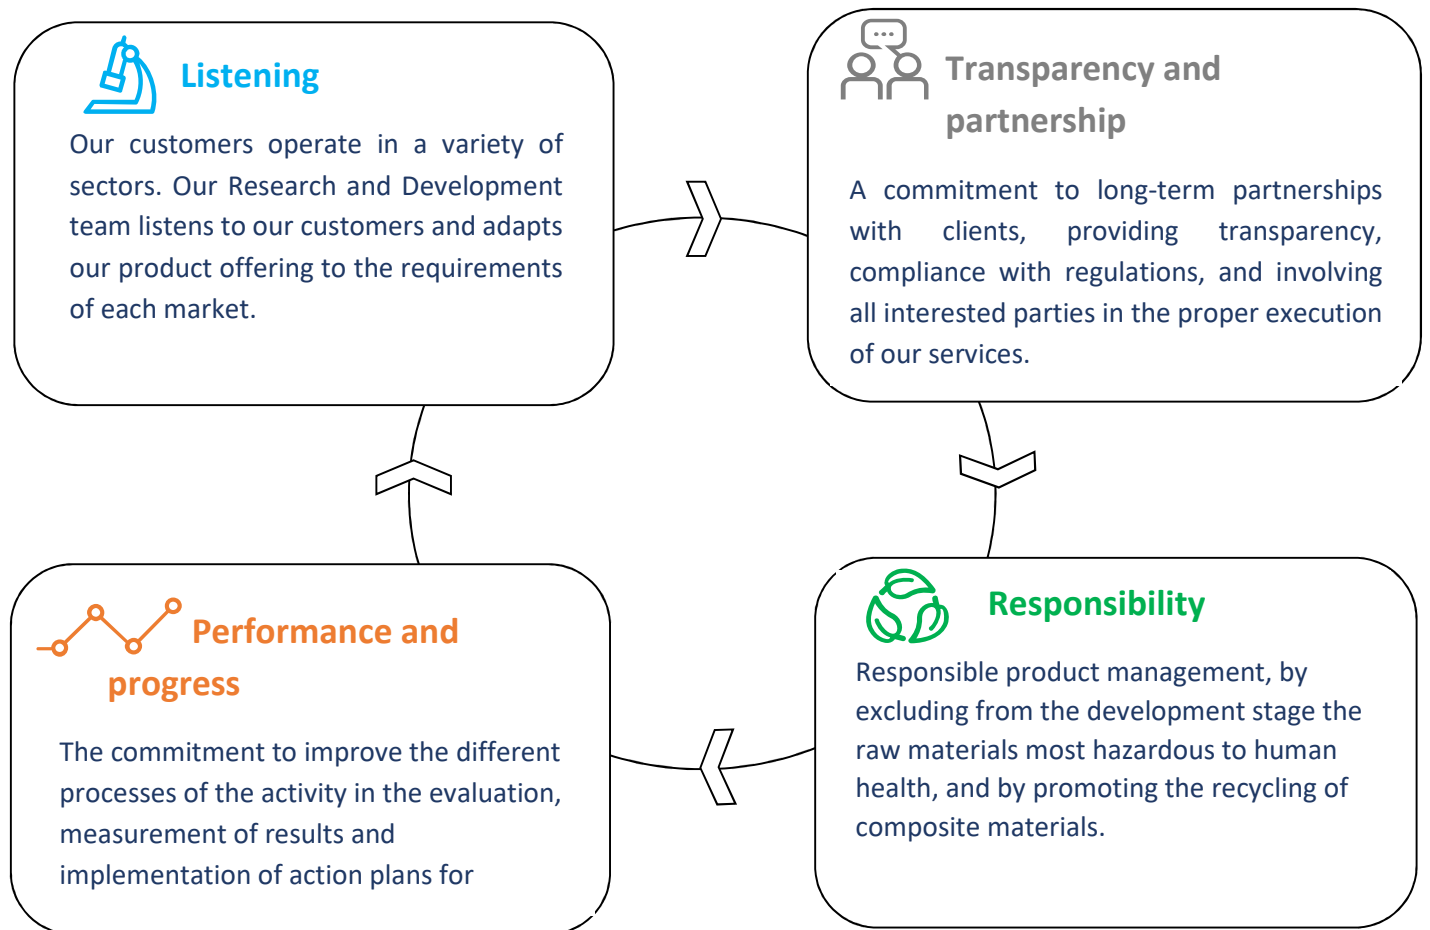 Listening
Our customers operate in a variety of
sectors. Our Research and Development
team listens to our customers and adapts
our product offering to the requirements
of each market.
Transparency and
partnership
A commitment to long-term partnerships
with clients, providing transparency,
compliance with regulations, and involving
all interested parties in the proper execution
of our services.
Performance and
progress
The commitment to improve the different
processes of the activity in the evaluation,
measurement of results and
implementation of action plans for
Responsibility
Responsible product management, by
excluding from the development stage the
raw materials most hazardous to human
health, and by promoting the recycling of
composite materials.